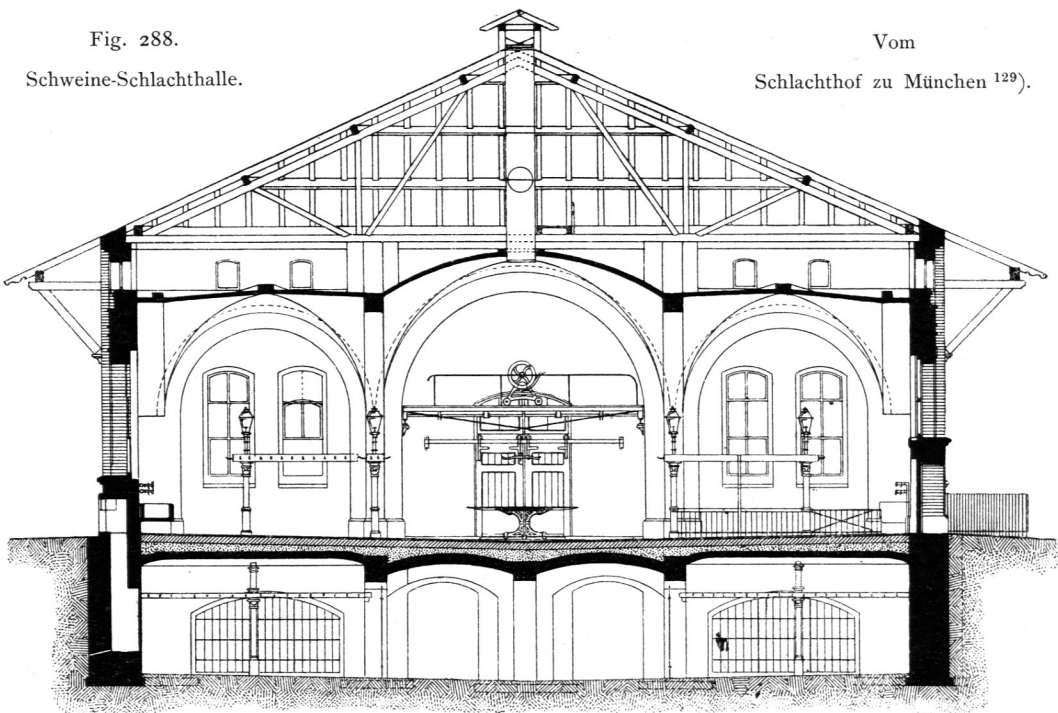 Fig. 288.
Schweine-Schlachthalle.
Vom
Schlachthof zu München ¹²⁹).